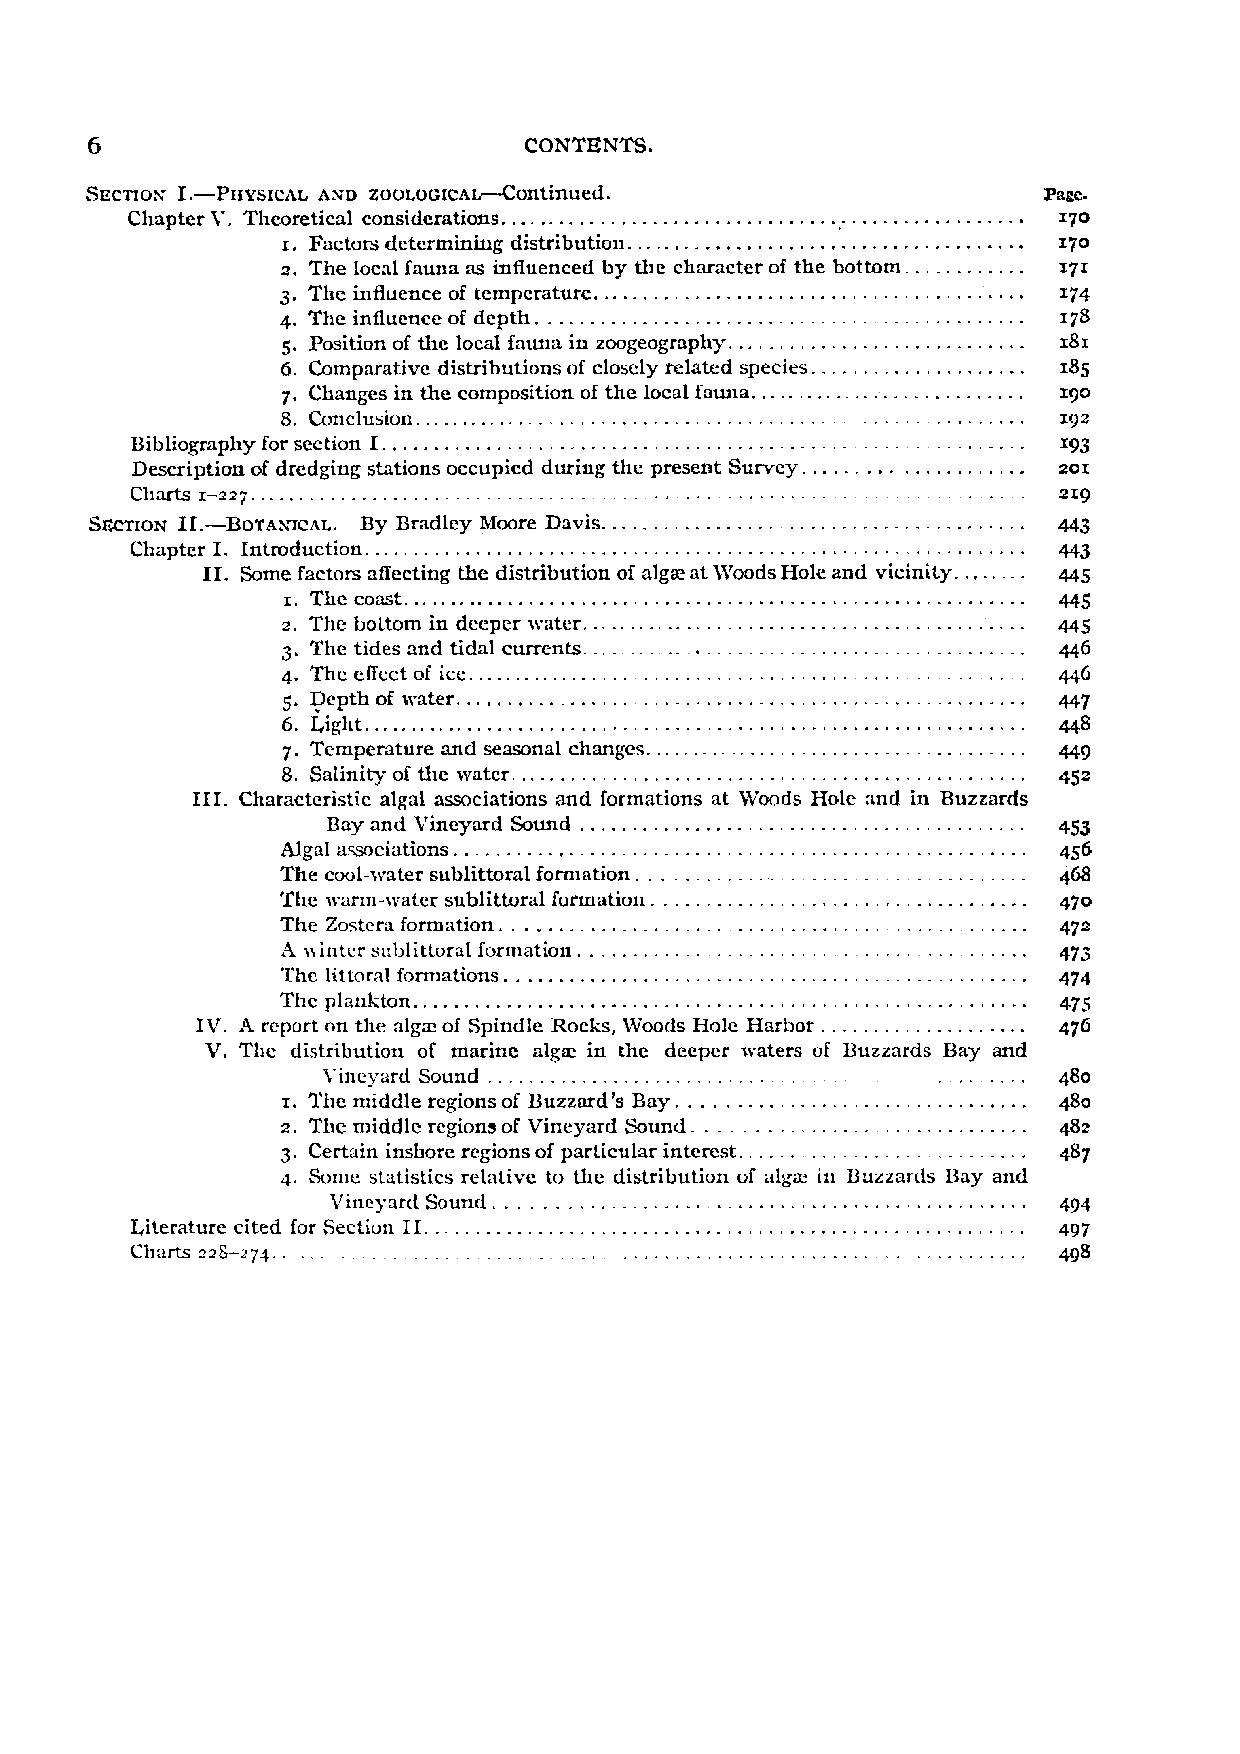 6 CONTENTS.
SECTION I.—PHYSICAL AND ZOOLOGICAL—Continued. Page.
Chapter V. Theoretical considerations.................................................... 170
1. Factors determining distribution....................................... 170
2. The local fauna as influenced by the character of the bottom............ 171
3. The influence of temperature.......................................... 174
4. The influence of depth................................................ 178
5. Position of the local fauna in zoogeography............................. 181
6. Comparative distributions of closely related species..................... 185
7. Changes in the composition of the local fauna........................... 190
8. Conclusion............................................................ 192
Bibliography for section I............................................................... 193
Description of dredging stations occupied during the present Survey...................... 201
Charts 1–227............................................................................ 219
SECTION II.—BOTANICAL. By Bradley Moore Davis.......................................... 443
Chapter I. Introduction................................................................. 443
II. Some factors affecting the distribution of algæ at Woods Hole and vicinity........ 445
1. The coast............................................................. 445
2. The bottom in deeper water........................................... 445
3. The tides and tidal currents........................................... 446
4. The effect of ice...................................................... 446
5. Depth of water........................................................ 447
6. Light................................................................. 448
7. Temperature and seasonal changes..................................... 449
8. Salinity of the water.................................................. 452
III. Characteristic algal associations and formations at Woods Hole and in Buzzards
Bay and Vineyard Sound ........................................... 453
Algal associations........................................................ 456
The cool-water sublittoral formation...................................... 468
The warm-water sublittoral formation.................................... 470
The Zostera formation................................................... 472
A winter sublittoral formation........................................... 473
The littoral formations.................................................. 474
The plankton........................................................... 475
IV. A report on the algæ of Spindle Rocks, Woods Hole Harbor .................... 476
V. The distribution of marine algæ in the deeper waters of Buzzards Bay and
Vineyard Sound .................................................... 480
1. The middle regions of Buzzard's Bay.................................. 480
2. The middle regions of Vineyard Sound................................ 482
3. Certain inshore regions of particular interest............................ 487
4. Some statistics relative to the distribution of algæ in Buzzards Bay and
Vineyard Sound.................................................... 494
Literature cited for Section II........................................................... 497
Charts 228–274.......................................................................... 498